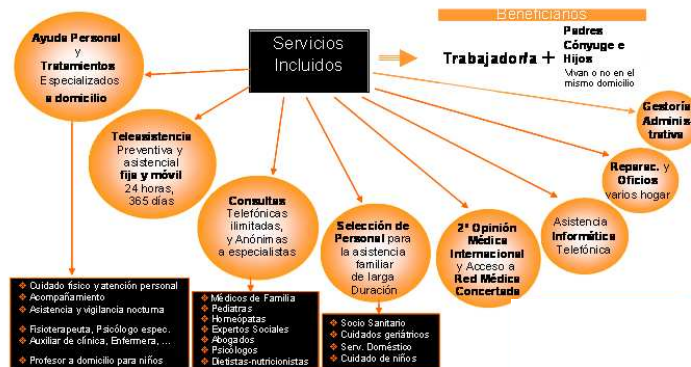 Beneficiarios
Servicios
Incluidos
Trabajador/a +
Padres
Cónyuge e
Hijos
Vivan o no en el
mismo domicilio
Ayuda Personal
y
Tratamientos
Especializados
a domicilio
Teleasistencia
Preventiva y
asistencial
fija y móvil
24 horas,
365 días
Consultas
Telefónicas
ilimitadas,
y Anónimas
a especialistas
Selección de
Personal para
la asistencia
familiar
de larga
Duración
2ª Opinión
Médica
Internacional
y Acceso a
Red Médica
Concertada
Asistencia
Informática
Telefónica
Reparac. y
Oficios
varios hogar
Gestoría
Adminis-
trativa
Cuidado físico y atención personal
Acompañamiento
Asistencia y vigilancia nocturna
Fisioterapeuta, Psicólogo espec.
Auxiliar de clínica, Enfermera, ...
Profesor a domicilio para niños
Médicos de Familia
Pediatras
Homeópatas
Expertos Sociales
Abogados
Psicólogos
Dietistas-nutricionistas
Socio Sanitario
Cuidados geriátricos
Serv. Doméstico
Cuidado de niños